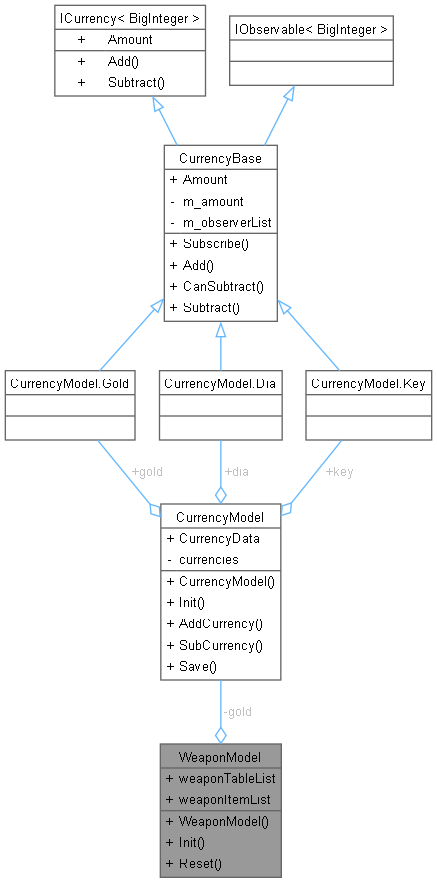 ICurrency< BigInteger >
+ Amount
+ Add()
+ Subtract()
IObservable< BigInteger >
CurrencyBase
+ Amount
- m_amount
- m_observerList
+ Subscribe()
+ Add()
+ CanSubtract()
+ Subtract()
CurrencyModel.Gold
CurrencyModel.Dia
CurrencyModel.Key
+gold
+dia
+key
CurrencyModel
+ CurrencyData
- currencies
+ CurrencyModel()
+ Init()
+ AddCurrency()
+ SubCurrency()
+ Save()
-gold
WeaponModel
+ weaponTableList
+ weaponItemList
+ WeaponModel()
+ Init()
+ Reset()